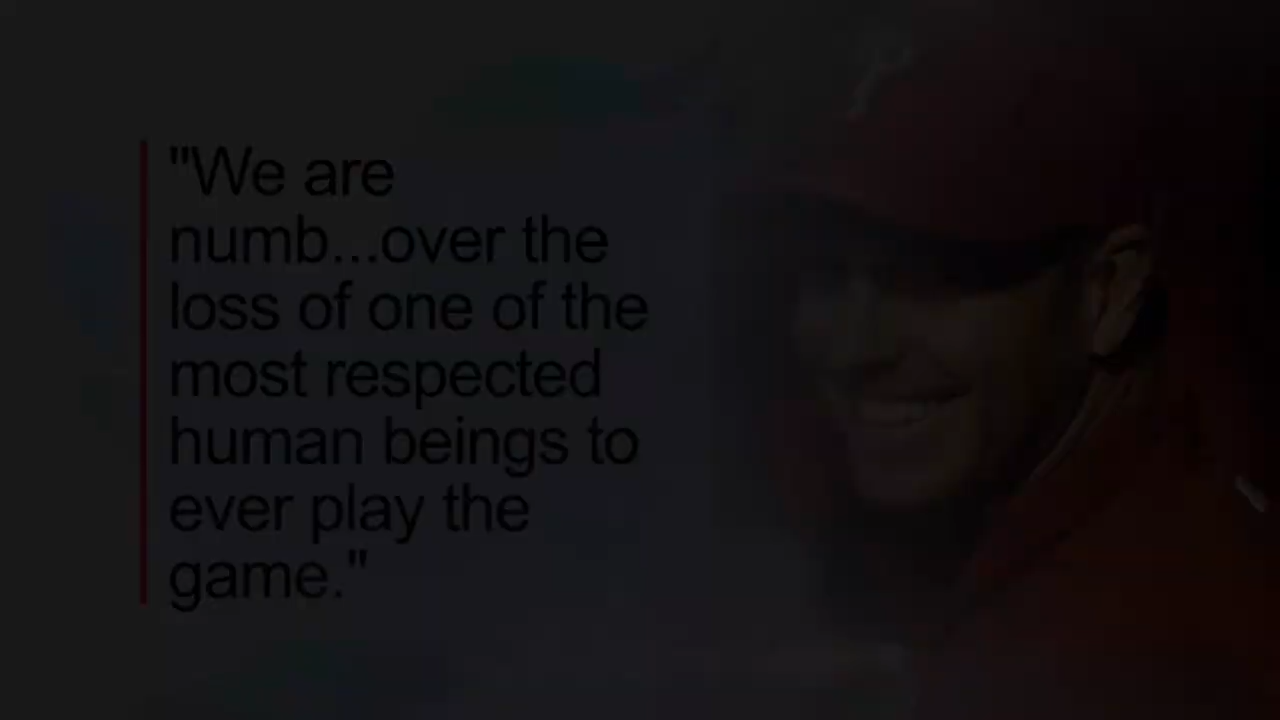 "We are
numb...over the
loss of one of the
most respected
human beings to
ever play the
game."
P